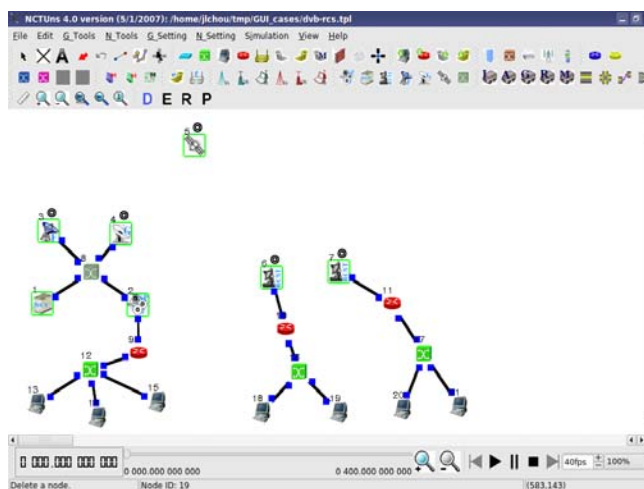 NCTUns 4.0 version (5/1/2007): /home/jlchou/tmp/GUI_cases/dvb-rcs.tpl
File Edit G_Tools N_Tools G_Setting N_Setting Simulation View Help
D E R P
5
3 4
8
6 7
1 2
11
9
12
13 15
18 19
20
0 000.000 000 000
0 000.000 000 000
0 400.000 000 000
40fps
100%
Delete a node.
Node ID: 19
(583,143)